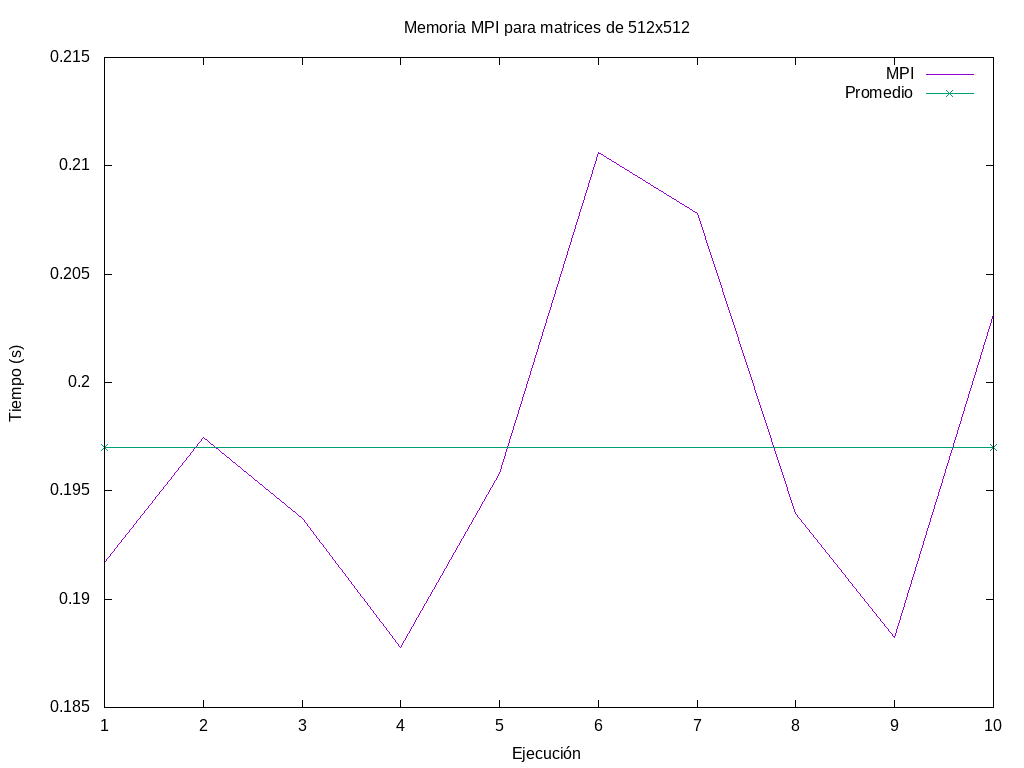 Memoria MPI para matrices de 512x512
MPI
Promedio
0.215
0.21
0.205
0.2
0.195
0.19
0.185
Tiempo (s)
1 2 3 4 5 6 7 8 9 10
Ejecución